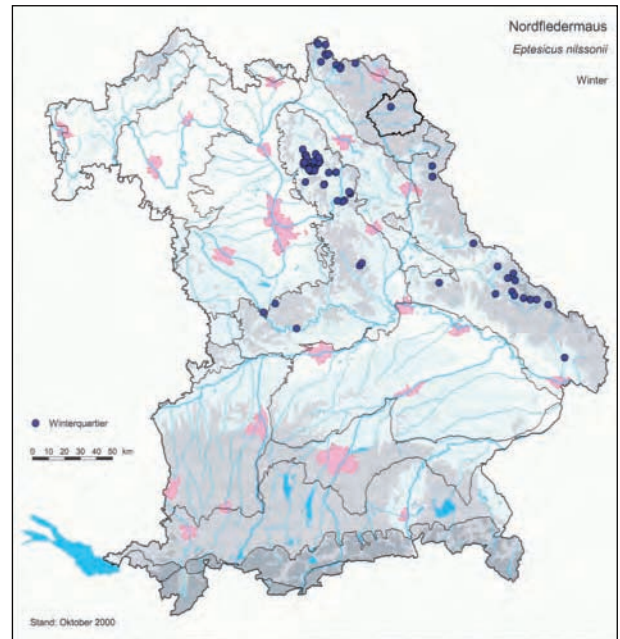 Nordfledermaus
Eptesicus nilssonii
Winter
Winterquartier
0 10 20 30 40 50 km
Stand: Oktober 2000